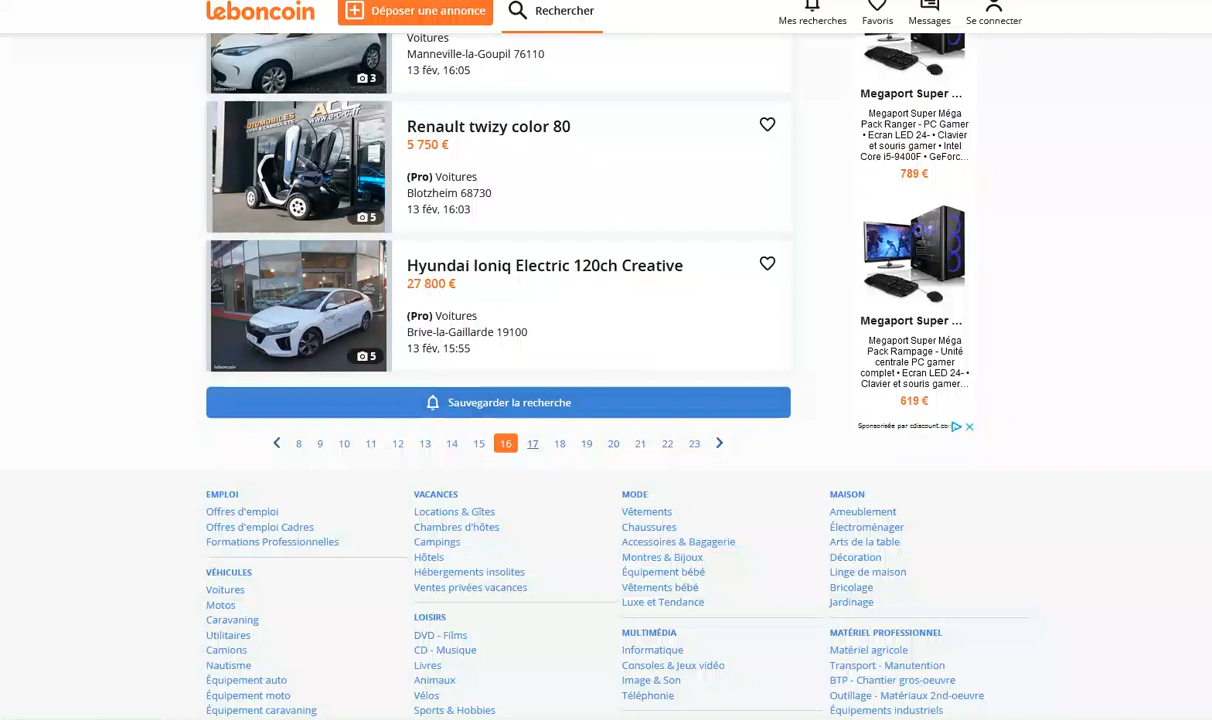 leboncoin
Déposer une annonce
Rechercher
Mes recherches
Favoris
Messages
Se connecter
Voitures
Manneville-la-Goupil 76110
13 fév, 16:05
3
leboncoin
Renault twizy color 80
5 750 €
(Pro) Voitures
Blotzheim 68730
13 fév, 16:03
5
Hyundai Ioniq Electric 120ch Creative
27 800 €
(Pro) Voitures
Brive-la-Gaillarde 19100
13 fév, 15:55
5
leboncoin
Sauvegarder la recherche
8 9 10 11 12 13 14 15 16 17 18 19 20 21 22 23
Megaport Super ...
Megaport Super Méga
Pack Ranger - PC Gamer
• Ecran LED 24- • Clavier
et souris gamer • Intel
Core i5-9400F • GeForc...
789 €
Megaport Super ...
Megaport Super Méga
Pack Rampage - Unité
centrale PC gamer
complet • Ecran LED 24- •
Clavier et souris gamer...
619 €
Sponsorisée par cdiscount.co
EMPLOI
Offres d'emploi
Offres d'emploi Cadres
Formations Professionnelles
VÉHICULES
Voitures
Motos
Caravaning
Utilitaires
Camions
Nautisme
Équipement auto
Équipement moto
Équipement caravaning
VACANCES
Locations & Gîtes
Chambres d'hôtes
Campings
Hôtels
Hébergements insolites
Ventes privées vacances
LOISIRS
DVD - Films
CD - Musique
Livres
Animaux
Vélos
Sports & Hobbies
MODE
Vêtements
Chaussures
Accessoires & Bagagerie
Montres & Bijoux
Équipement bébé
Vêtements bébé
Luxe et Tendance
MULTIMÉDIA
Informatique
Consoles & Jeux vidéo
Image & Son
Téléphonie
MAISON
Ameublement
Électroménager
Arts de la table
Décoration
Linge de maison
Bricolage
Jardinage
MATÉRIEL PROFESSIONNEL
Matériel agricole
Transport - Manutention
BTP - Chantier gros-oeuvre
Outillage - Matériaux 2nd-oeuvre
Équipements industriels